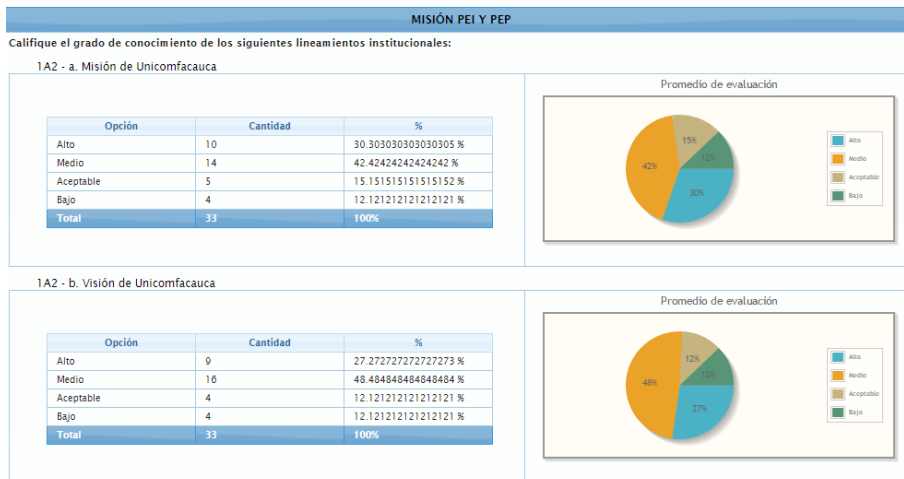 MISIÓN PEI Y PEP
Califique el grado de conocimiento de los siguientes lineamientos institucionales:
1A2 - a. Misión de Unicomfacauca
Promedio de evaluación
Opción Cantidad %
Alto 10 30.303030303030305 %
Medio 14 42.42424242424242 %
Aceptable 5 15.151515151515152 %
Bajo 4 12.121212121212121 %
Total 33 100%
15%
12%
42%
30%
Alto
Medio
Aceptable
Bajo
1A2 - b. Visión de Unicomfacauca
Promedio de evaluación
Opción Cantidad %
Alto 9 27.272727272727273 %
Medio 16 48.484848484848484 %
Aceptable 4 12.121212121212121 %
Bajo 4 12.121212121212121 %
Total 33 100%
12%
12%
48%
27%
Alto
Medio
Aceptable
Bajo